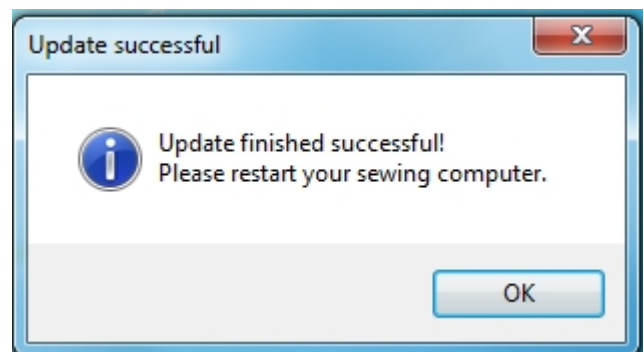 Update successful
Update finished successful!
Please restart your sewing computer.
OK